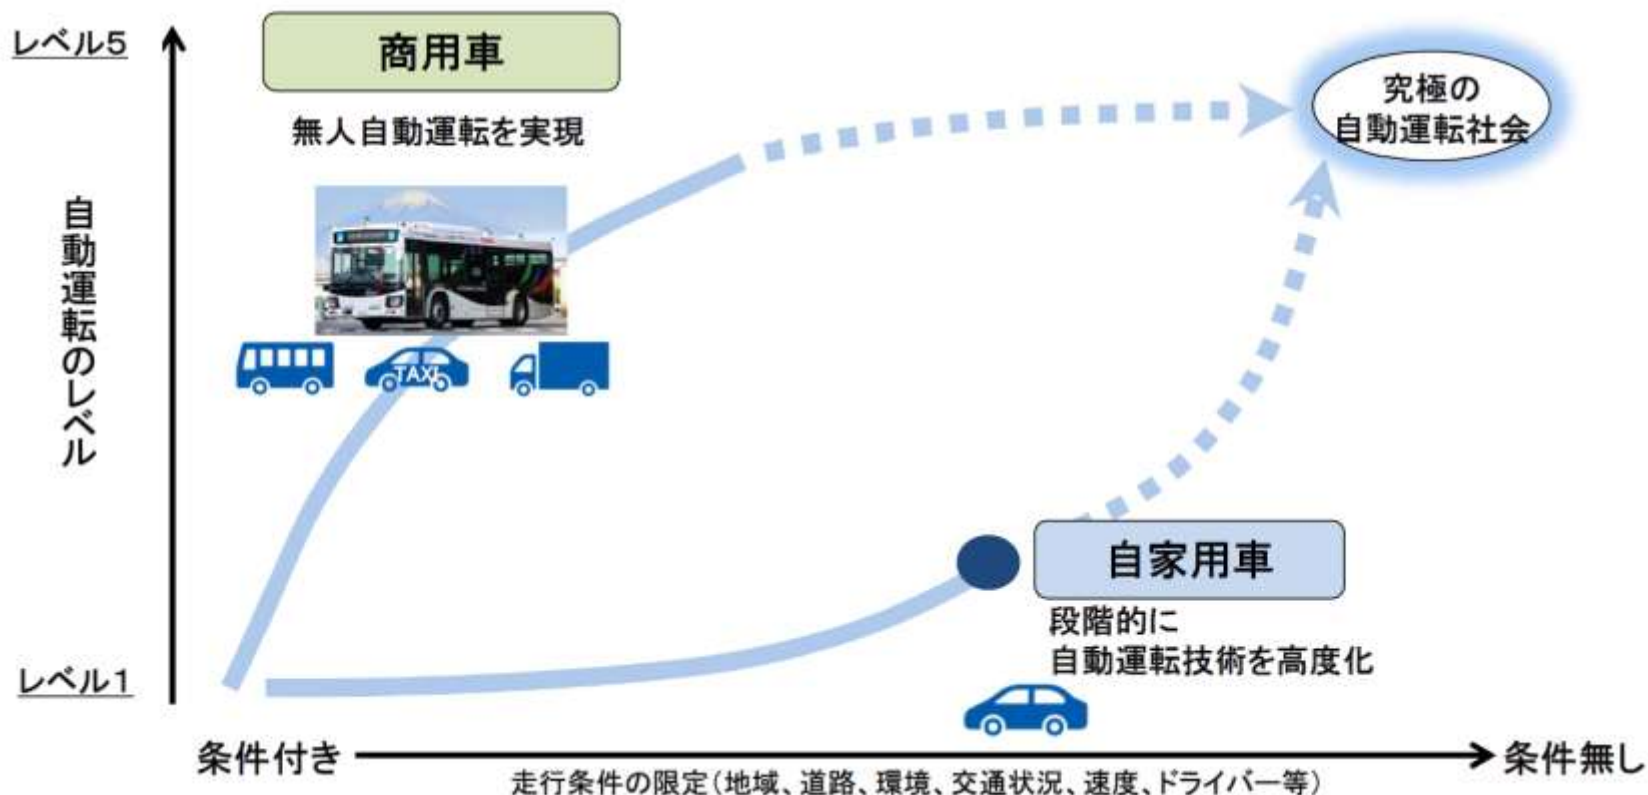 レベル5
商用車
無人自動運転を実現
究極の
自動運転社会
自動運転のレベル
TAXI
自家用車
段階的に
自動運転技術を高度化
レベル1
条件付き
条件無し
走行条件の限定(地域、道路、環境、交通状況、速度、ドライバー等)